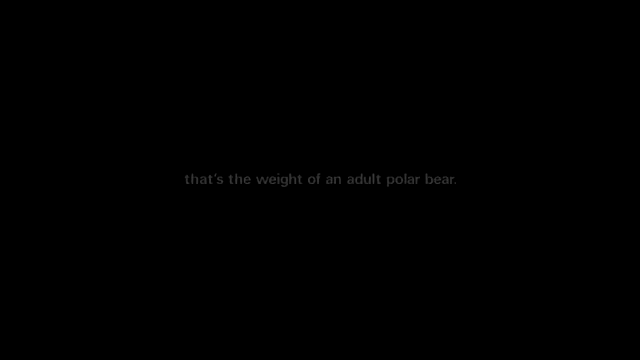 that's the weight of an adult polar bear.